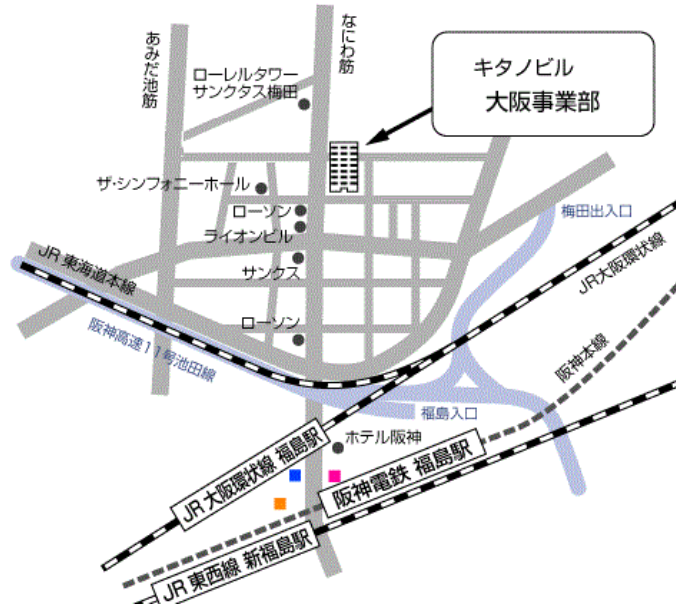 なにわ筋
あみだ池筋
ローレルタワー
サンクタス梅田
キタノビル
大阪事業部
ザ・シンフォニーホール
ローソン
ライオンビル
梅田出入口
サンクス
JR東海道本線
JR大阪環状線
阪神高速11号池田線
ローソン
阪神本線
福島入口
ホテル阪神
JR大阪環状線 福島駅
阪神電鉄 福島駅
JR東西線 新福島駅